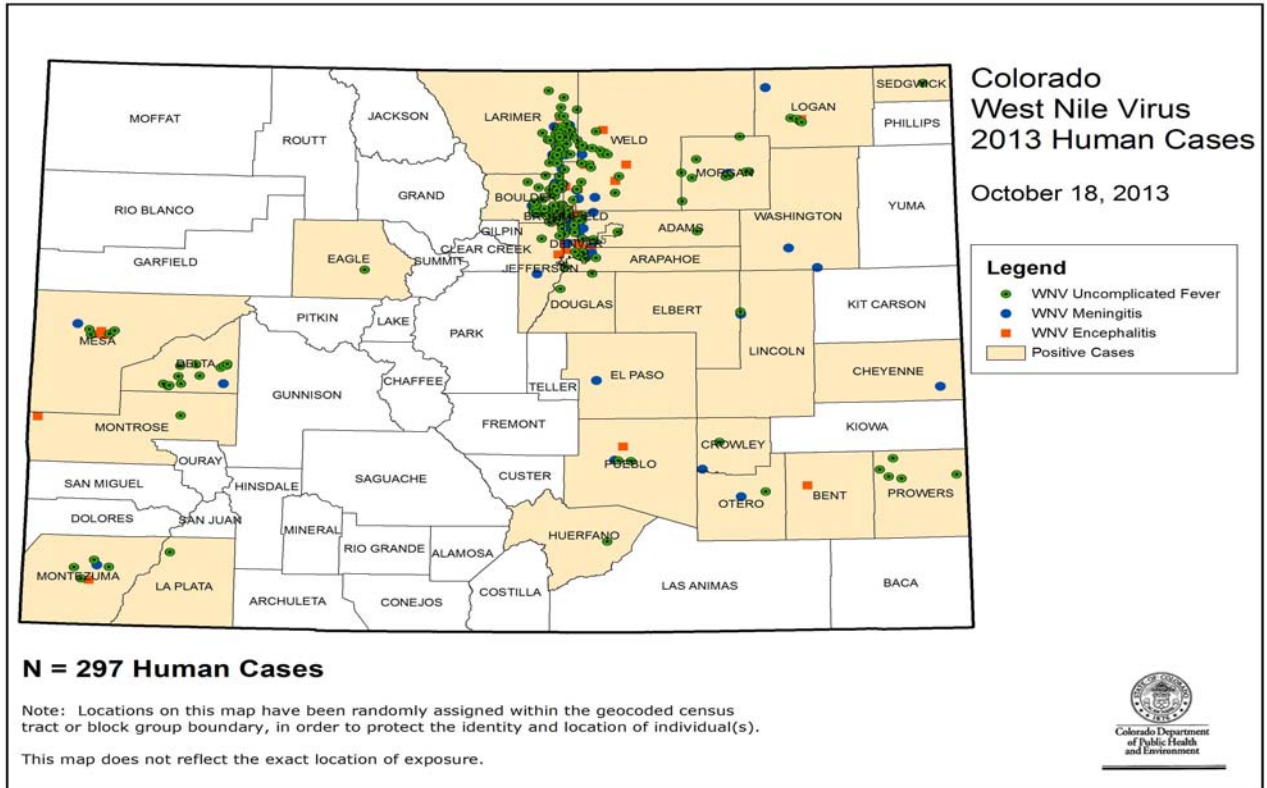 Colorado
West Nile Virus
2013 Human Cases
October 18, 2013
Legend
WNV Uncomplicated Fever
WNV Meningitis
WNV Encephalitis
Positive Cases
MOFFAT
ROUTT
JACKSON
LARIMER
WELD
LOGAN
SEDGWICK
PHILLIPS
GRAND
MORGAN
RIO BLANCO
BOULDER
BROOMFIELD
WASHINGTON
YUMA
GILPIN
ADAMS
GARFIELD
EAGLE
SUMMIT
CLEAR CREEK
DENVER
ARAPAHOE
JEFFERSON
DOUGLAS
ELBERT
KIT CARSON
PITKIN
LAKE
PARK
MESA
DELTA
LINCOLN
CHAFFEE
TELLER
EL PASO
CHEYENNE
GUNNISON
FREMONT
KIOWA
MONTROSE
CROWLEY
OURAY
PUEBLO
SAN MIGUEL
HINSDALE
SAGUACHE
CUSTER
OTERO
BENT
PROWERS
DOLORES
SAN JUAN
MINERAL
HUERFANO
RIO GRANDE
ALAMOSA
MONTEZUMA
LA PLATA
LAS ANIMAS
BACA
ARCHULETA
CONEJOS
COSTILLA
N = 297 Human Cases
Note: Locations on this map have been randomly assigned within the geocoded census
tract or block group boundary, in order to protect the identity and location of individual(s).
This map does not reflect the exact location of exposure.
STATE OF COLORADO
1876
Colorado Department
of Public Health
and Environment